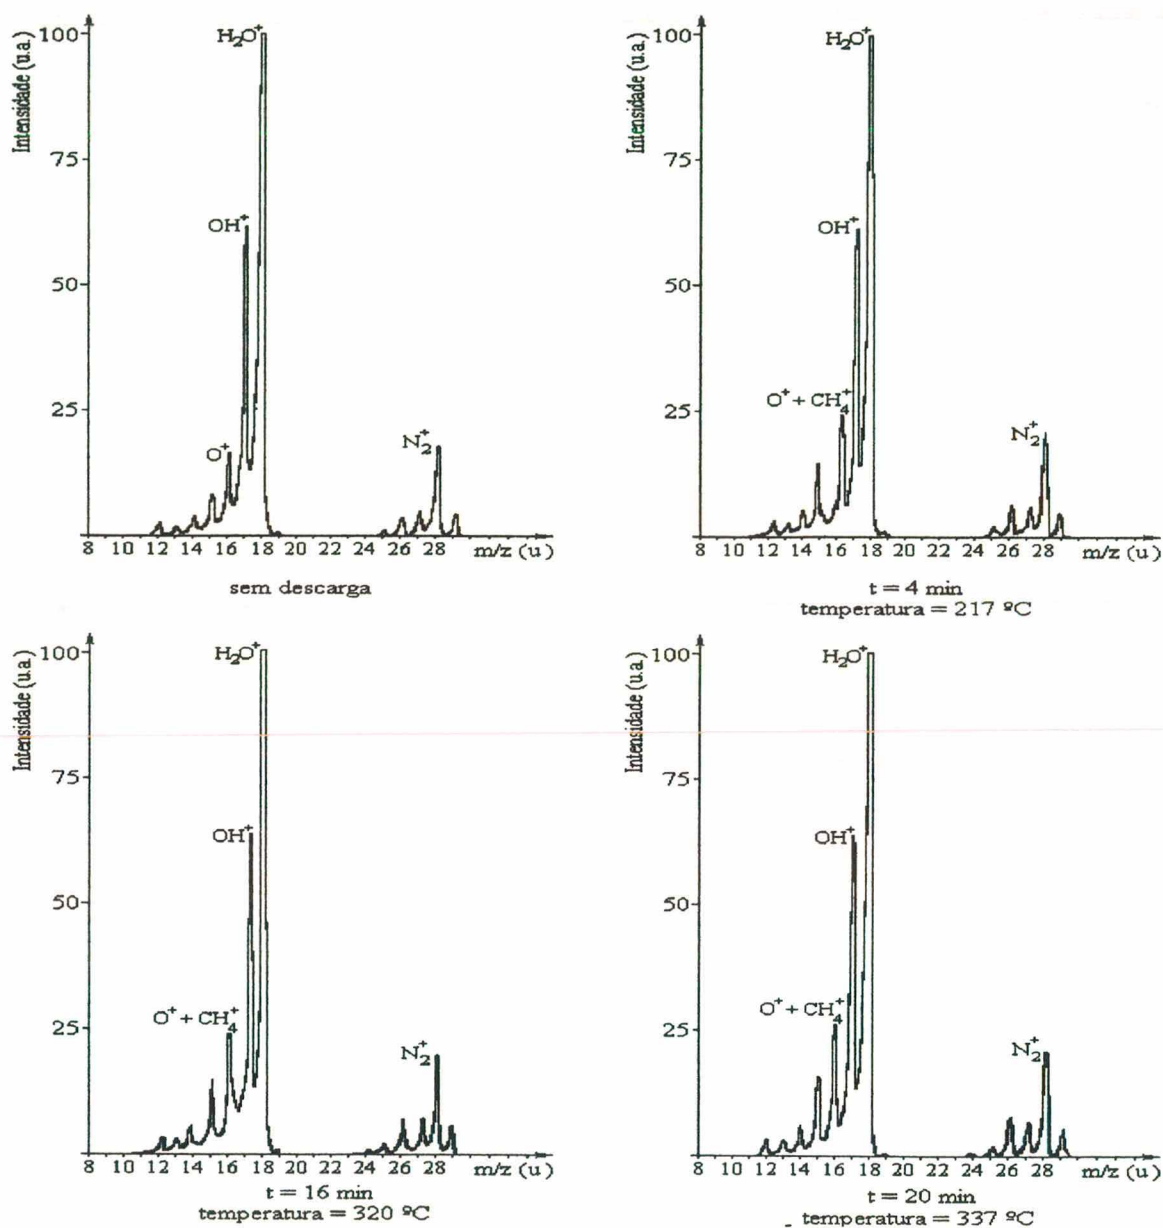 Intensidade (u.a.)
100
75
50
25
H₂O⁺
OH⁺
O⁺
N₂⁺
8 10 12 14 16 18 20 22 24 26 28 m/z (u)
sem descarga
Intensidade (u.a.)
100
75
50
25
H₂O⁺
OH⁺
O⁺ + CH₄⁺
N₂⁺
8 10 12 14 16 18 20 22 24 26 28 m/z (u)
t = 4 min
temperatura = 217 ºC
Intensidade (u.a.)
100
75
50
25
H₂O⁺
OH⁺
O⁺ + CH₄⁺
N₂⁺
8 10 12 14 16 18 20 22 24 26 28 m/z (u)
t = 16 min
temperatura = 320 ºC
Intensidade (u.a.)
100
75
50
25
H₂O⁺
OH⁺
O⁺ + CH₄⁺
N₂⁺
8 10 12 14 16 18 20 22 24 26 28 m/z (u)
t = 20 min
temperatura = 337 ºC